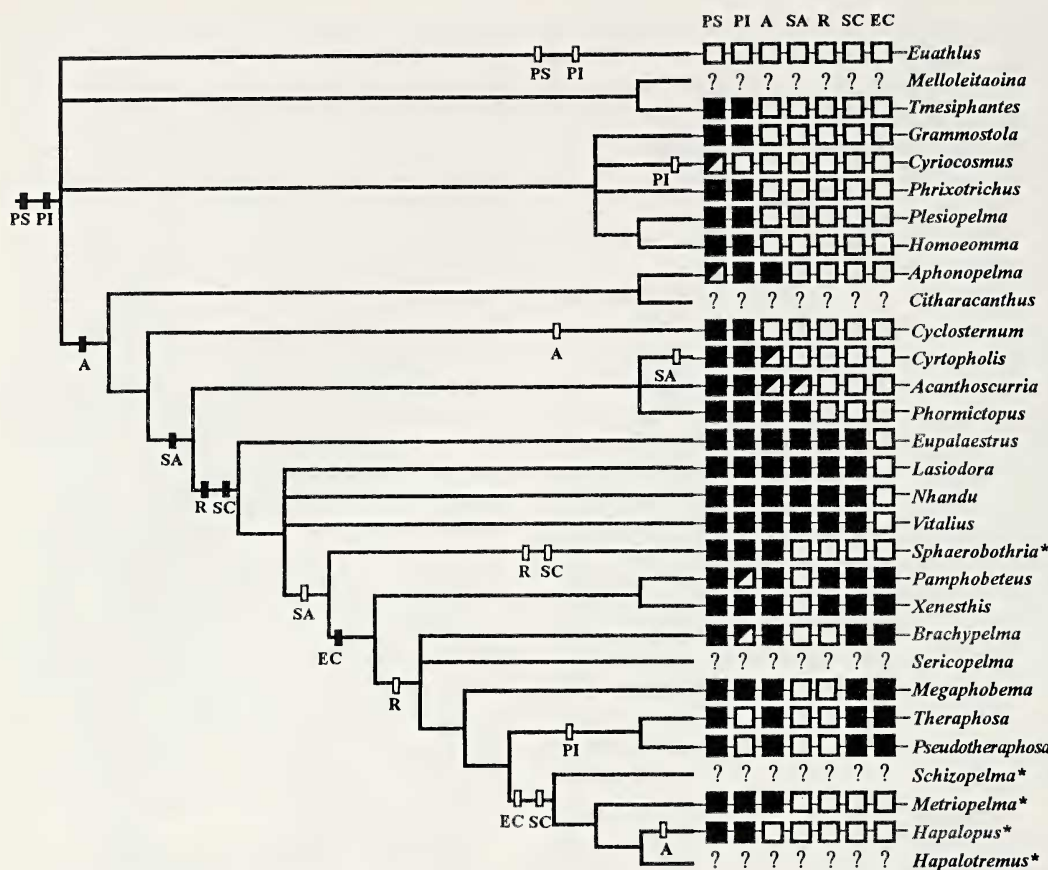 PS PI A SA R SC EC
Euathlus
PS PI
? ? ? ? ? ? ? Melloleitaoina
Tmesiphantes
Grammostola
Cyriocosmus
PI
Phrixotrichus
PS PI
Plesiopelma
Homoeomma
Aphonopelma
? ? ? ? ? ? ? Citharacanthus
Cyclosternum
A
A
Cyrtopholis
SA
Acanthoscurria
Phormictopus
Eupalaestrus
SA
Lasiodora
Nhandu
R SC
Vitalius
Sphaerobothria*
R SC
Pamphobeteus
Xenesthis
SA
Brachypelma
EC
? ? ? ? ? ? ? Sericopelma
Megaphobema
R
Theraphosa
Pseudotheraphosa
PI
? ? ? ? ? ? ? Schizopelma*
Metriopelma*
EC SC
Hapalopus*
A
? ? ? ? ? ? ? Hapalotremus*